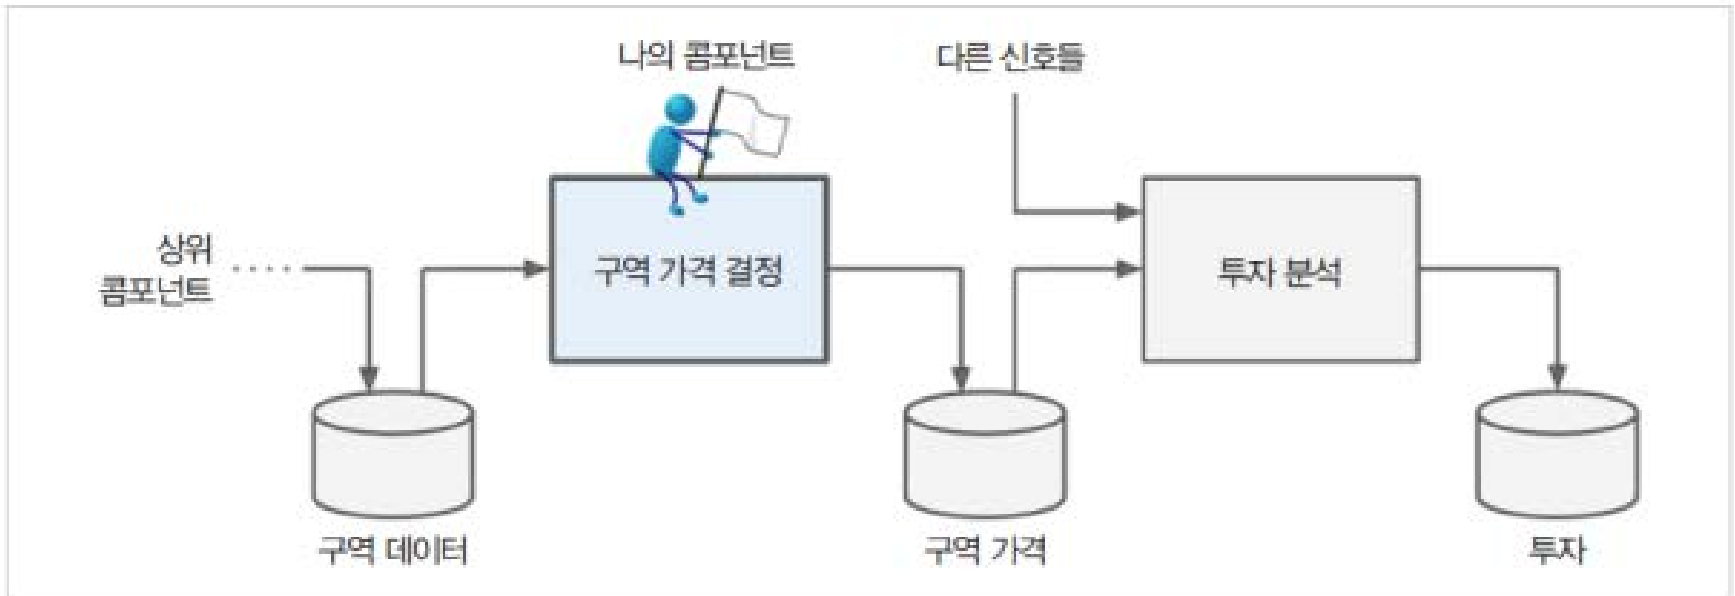 나의 콤포넌트
다른 신호들
상위
콤포넌트
구역 가격 결정
투자 분석
구역 데이터
구역 가격
투자